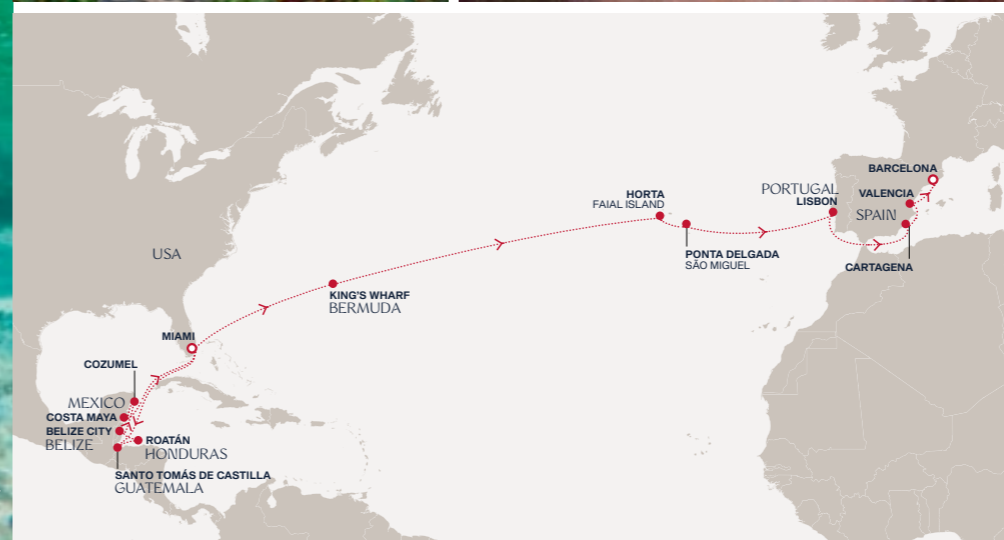 BARCELONA
PORTUGAL
LISBON
VALENCIA
SPAIN
CARTAGENA
HORTA
FAIAL ISLAND
PONTA DELGADA
SÃO MIGUEL
USA
KING'S WHARF
BERMUDA
MIAMI
COZUMEL
MEXICO
COSTA MAYA
BELIZE CITY
BELIZE
ROATÁN
HONDURAS
SANTO TOMÁS DE CASTILLA
GUATEMALA